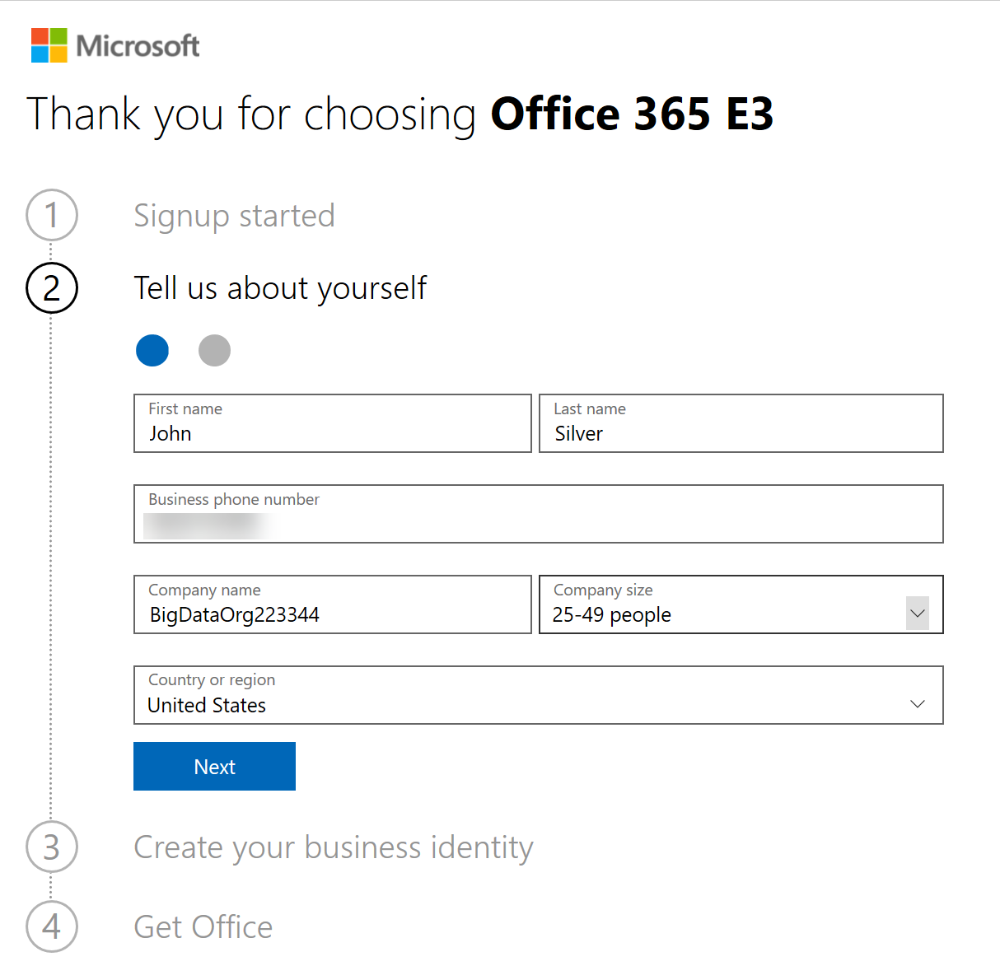 Microsoft
Thank you for choosing Office 365 E3
1 Signup started
2 Tell us about yourself
First name
John
Last name
Silver
Business phone number
Company name
BigDataOrg223344
Company size
25-49 people
Country or region
United States
Next
3 Create your business identity
4 Get Office